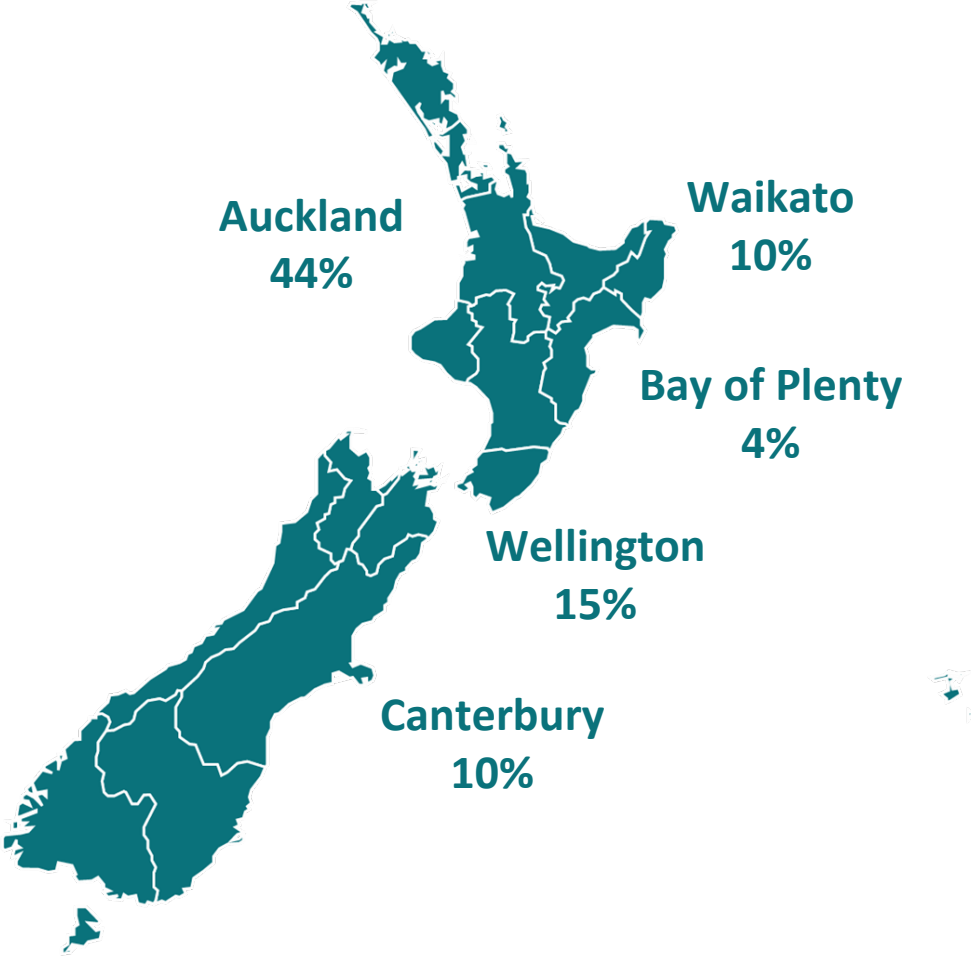 Auckland
44%
Waikato
10%
Bay of Plenty
4%
Wellington
15%
Canterbury
10%